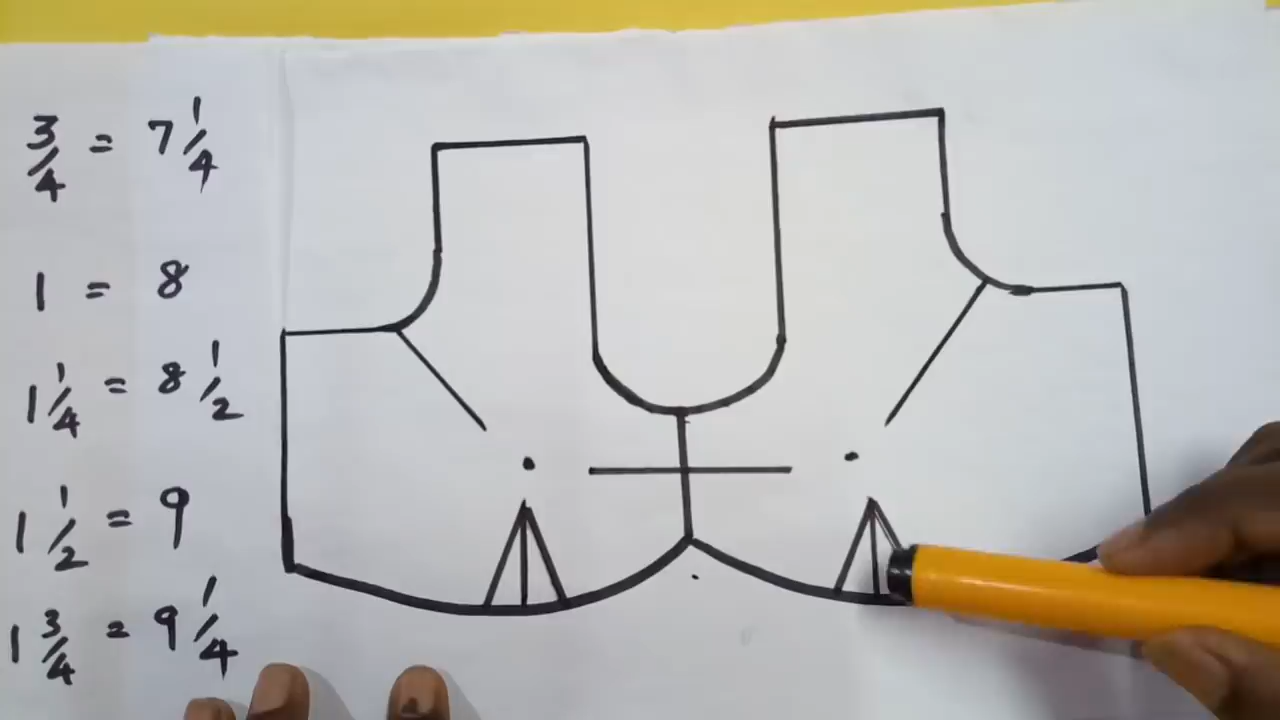 3/4 = 7 1/4
1 = 8
1 1/4 = 8 1/2
1 1/2 = 9
1 3/4 = 9 1/4